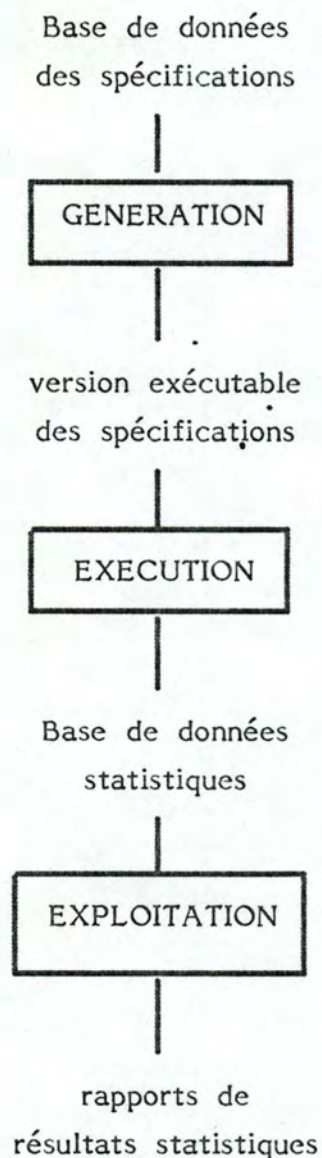 Base de données
des spécifications
GENERATION
version exécutable
des spécifications
EXECUTION
Base de données
statistiques
EXPLOITATION
rapports de
résultats statistiques